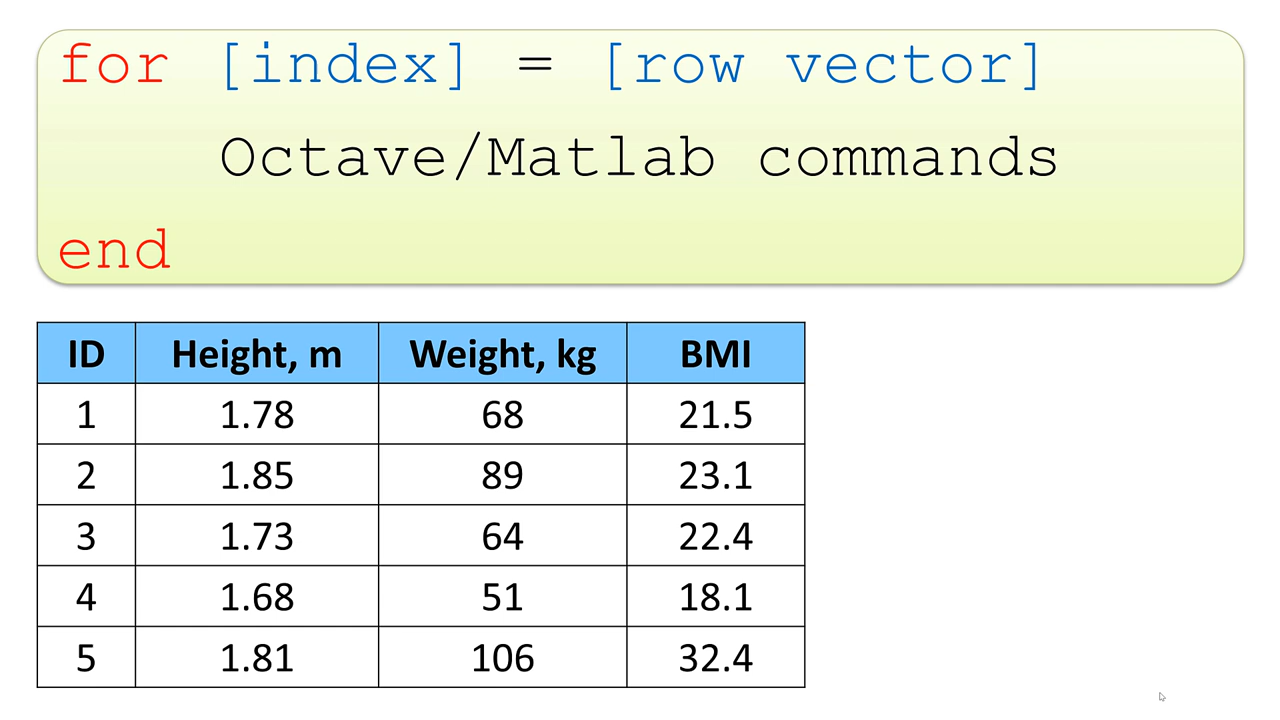 for [index] = [row vector]
Octave/Matlab commands
end
ID Height, m Weight, kg BMI
1 1.78 68 21.5
2 1.85 89 23.1
3 1.73 64 22.4
4 1.68 51 18.1
5 1.81 106 32.4